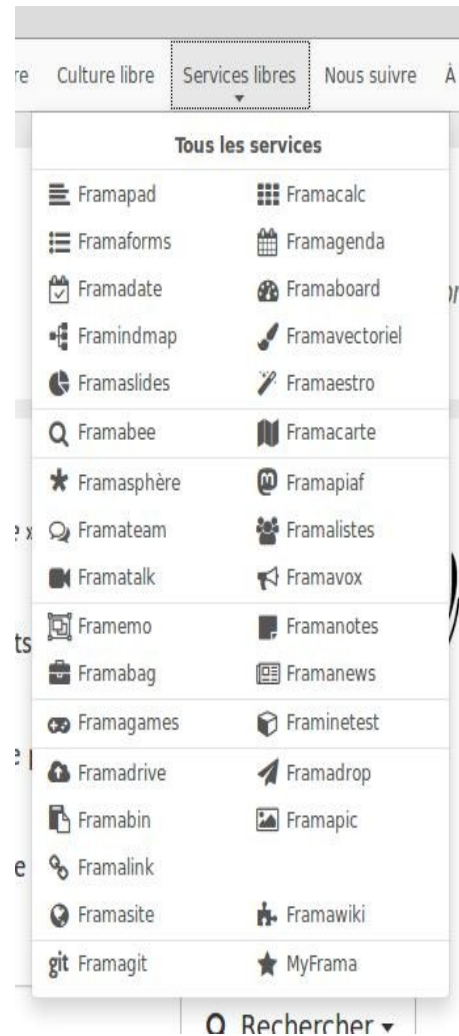 re Culture libre Services libres Nous suivre À
Tous les services
Framapad Framacalc
Framaforms Framagenda
Framadate Framaboard
Framindmap Framavectoriel
Framaslides Framaestro
Framabee Framacarte
Framasphère Framapiaf
Framateam Framalistes
Framatalk Framavox
Framemo Framanotes
ts
Framabag Framanews
Framagames Framinetest
Framadrive Framadrop
Framabin Framapic
e Framalink
Framasite Framawiki
git Framagit MyFrama
Rechercher